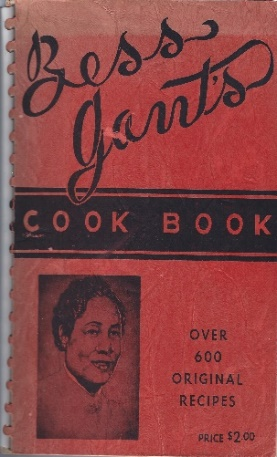 Bess
Gant's
COOK BOOK
OVER
600
ORIGINAL
RECIPES
PRICE $2.00